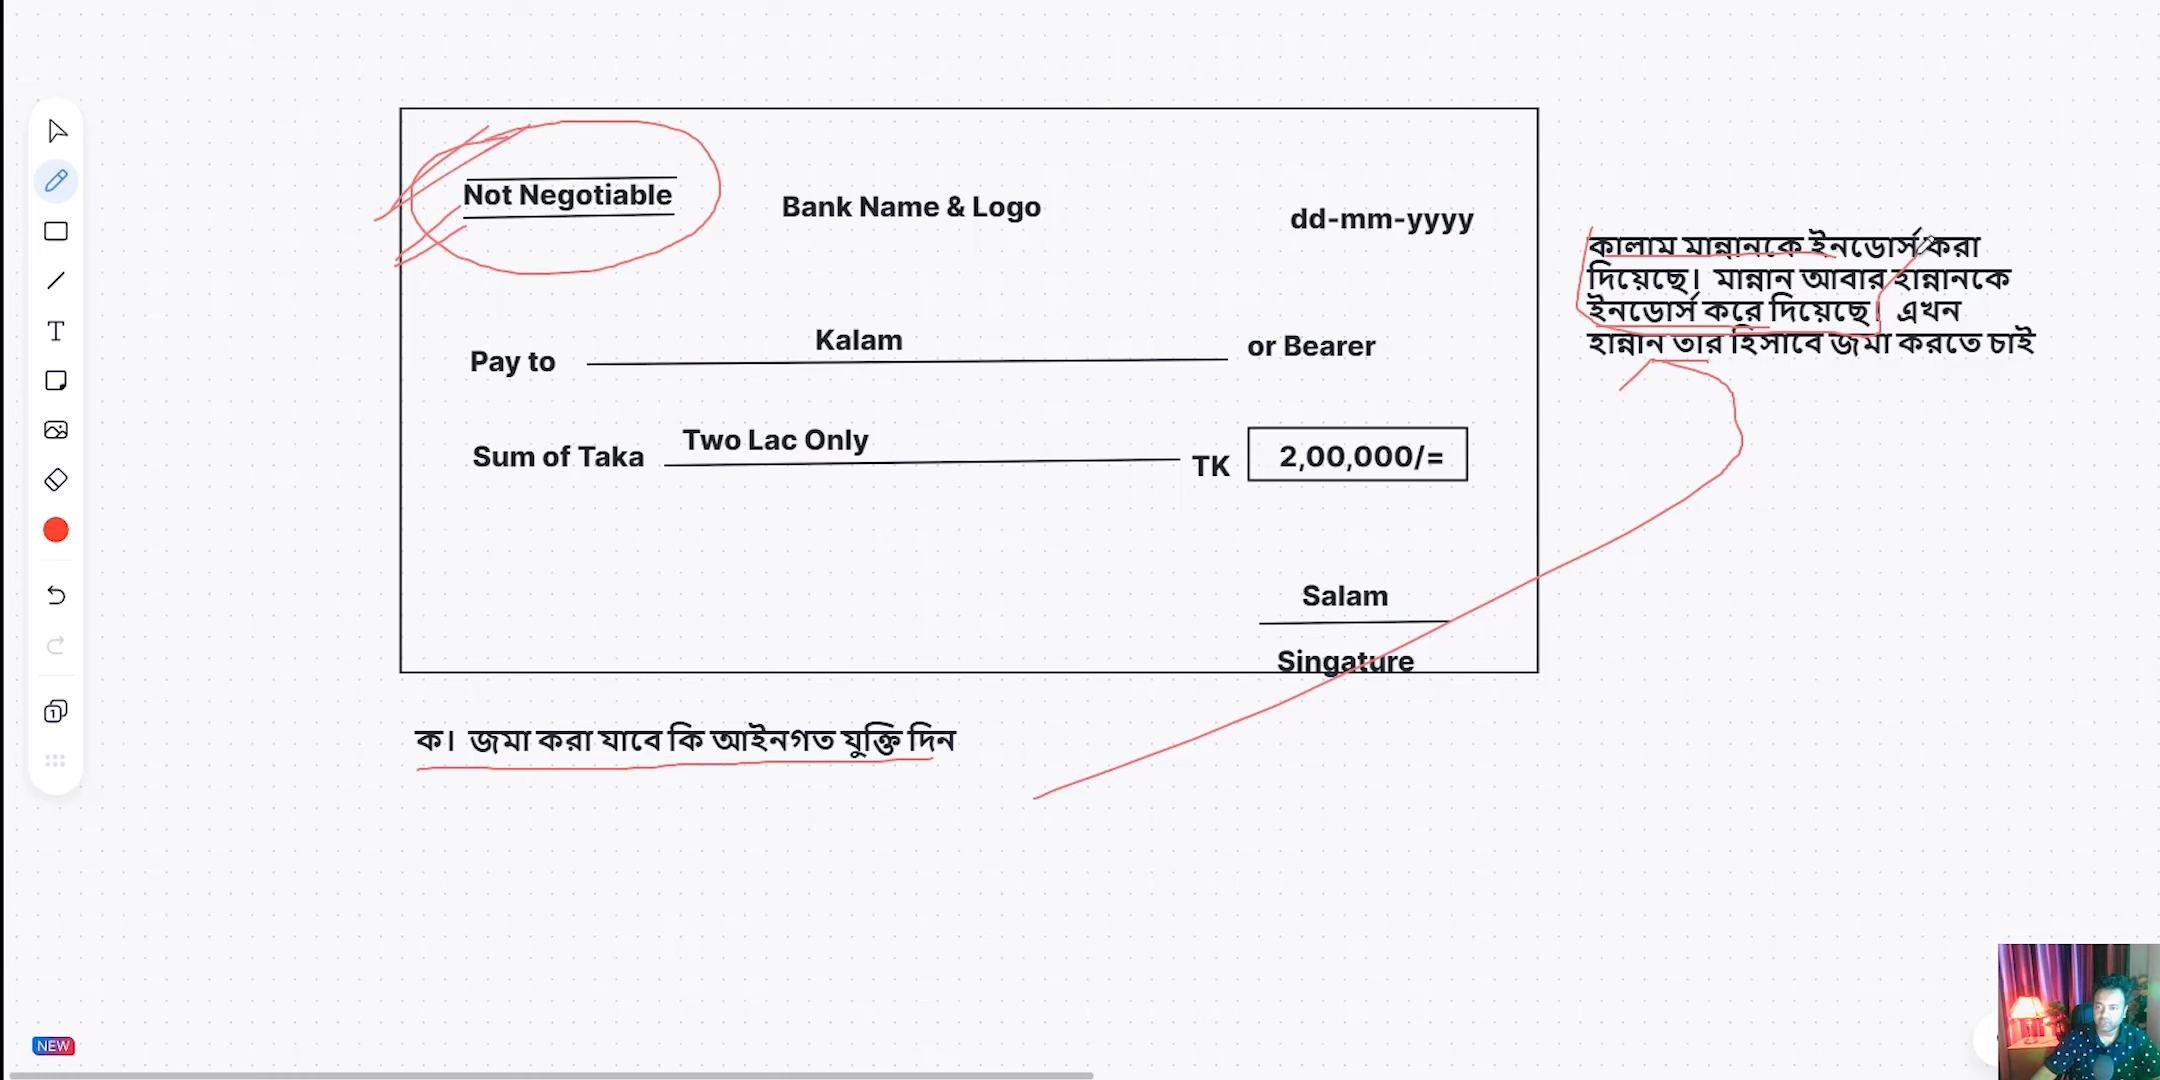 Not Negotiable
Bank Name & Logo
dd-mm-yyyy
Pay to
Kalam
or Bearer
Sum of Taka
Two Lac Only
TK
2,00,000/=
Salam
Singature
কালাম মান্নানকে ইনডোর্স করা
দিয়েছে। মান্নান আবার হান্নানকে
ইনডোর্স করে দিয়েছে। এখন
হান্নান তার হিসাবে জমা করতে চাই
ক। জমা করা যাবে কি আইনগত যুক্তি দিন
T
1
NEW